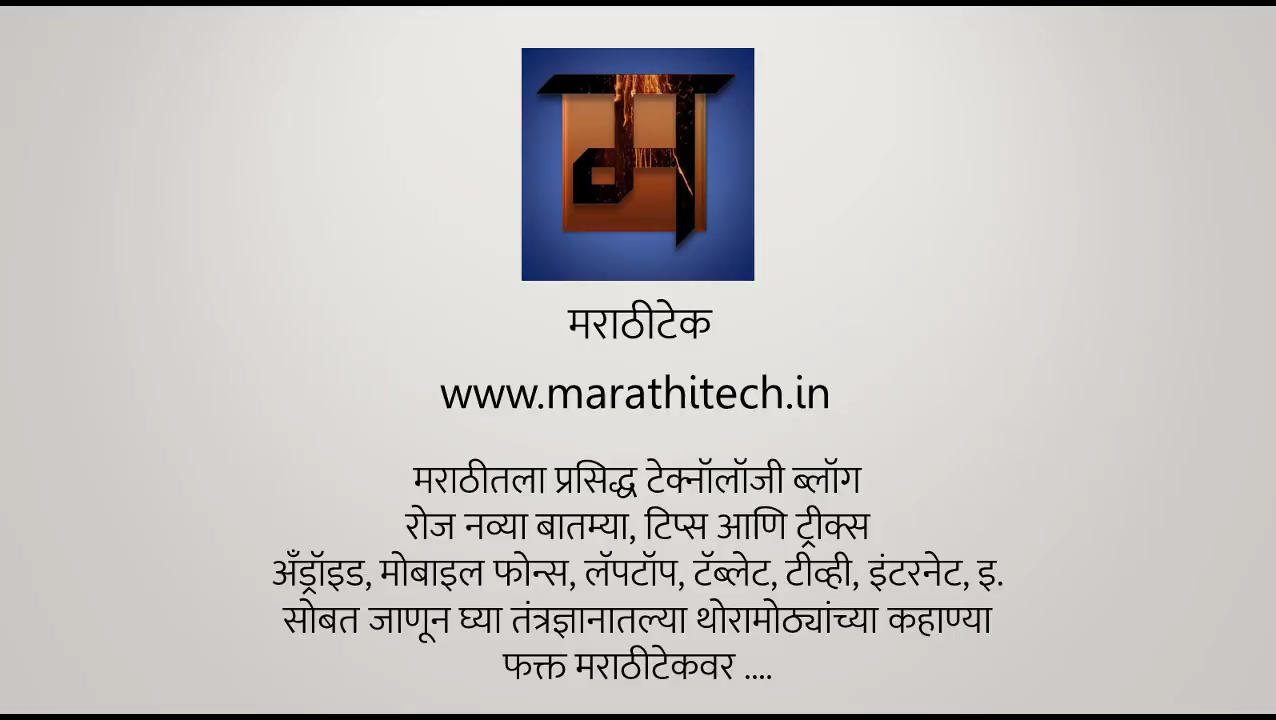 म
मराठीटेक
www.marathitech.in
मराठीतला प्रसिद्ध टेक्नॉलॉजी ब्लॉग
रोज नव्या बातम्या, टिप्स आणि ट्रीक्स
अँड्रॉइड, मोबाइल फोन्स, लॅपटॉप, टॅब्लेट, टीव्ही, इंटरनेट, इ.
सोबत जाणून घ्या तंत्रज्ञानातल्या थोरामोठ्यांच्या कहाण्या
फक्त मराठीटेकवर ....